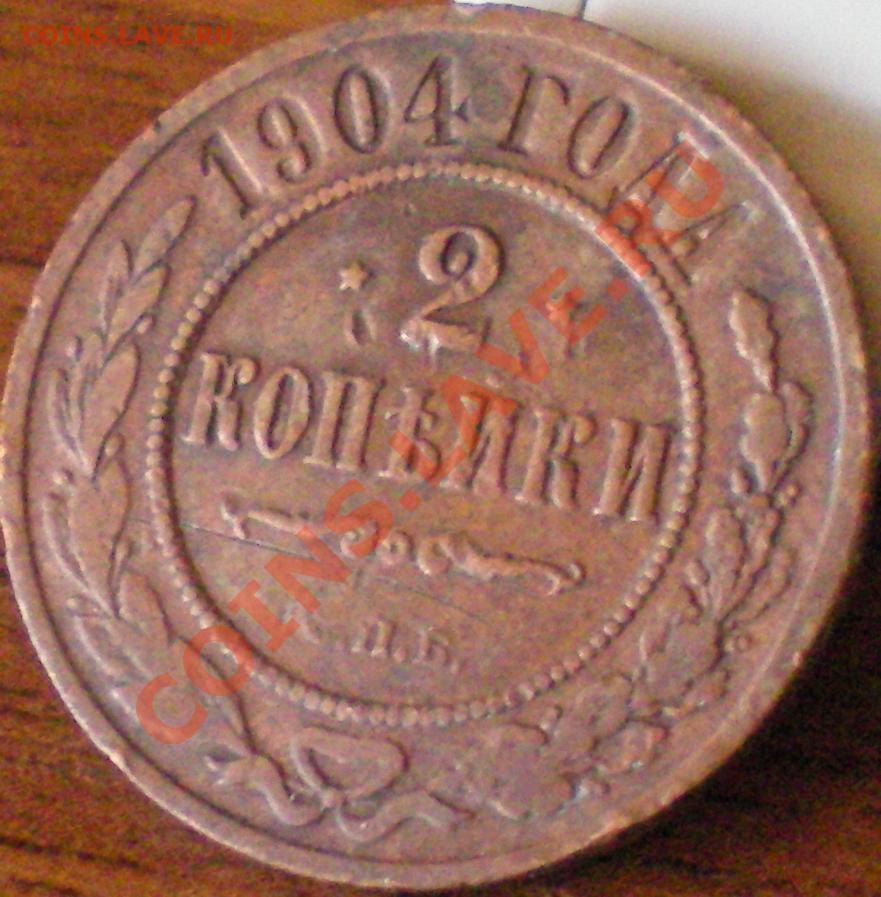 COINS.LAVE.RU
1904 ГОДА
2
КОПѢЙКИ
С.П.Б.
COINS.LAVE.RU